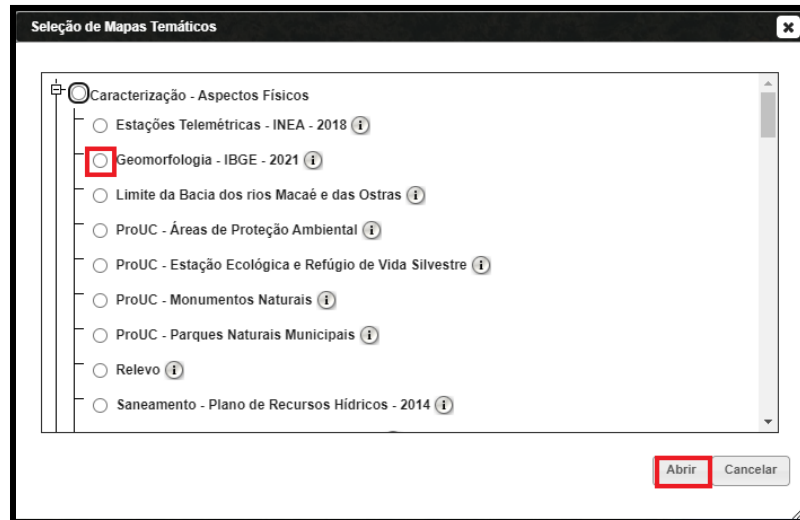 Seleção de Mapas Temáticos
Caracterização - Aspectos Físicos
Estações Telemétricas - INEA - 2018
Geomorfologia - IBGE - 2021
Limite da Bacia dos rios Macaé e das Ostras
ProUC - Áreas de Proteção Ambiental
ProUC - Estação Ecológica e Refúgio de Vida Silvestre
ProUC - Monumentos Naturais
ProUC - Parques Naturais Municipais
Relevo
Saneamento - Plano de Recursos Hídricos - 2014
Abrir Cancelar